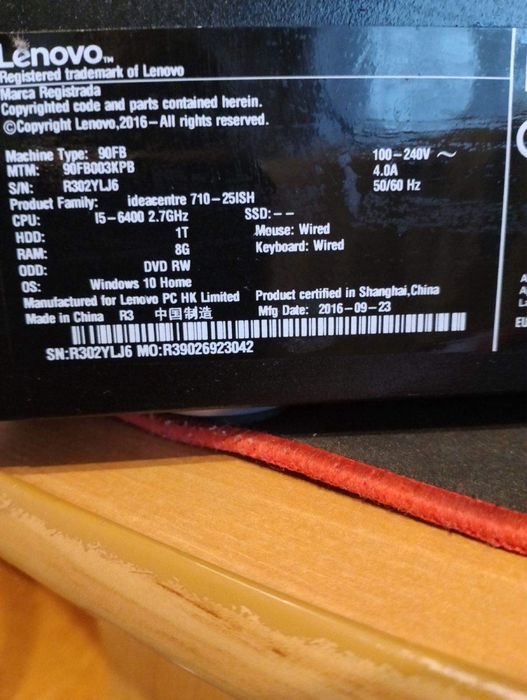 Lenovo™
Registered trademark of Lenovo
Marca Registrada
Copyrighted code and parts contained herein.
©Copyright Lenovo,2016–All rights reserved.
Machine Type: 90FB
MTM: 90FB003KPB
S/N: R302YLJ6
100–240V ～
4.0A
50/60 Hz
Product Family: ideacentre 710–25ISH
CPU: I5–6400 2.7GHz
SSD: – –
HDD: 1T
Mouse: Wired
RAM: 8G
Keyboard: Wired
ODD: DVD RW
OS: Windows 10 Home
Manufactured for Lenovo PC HK Limited
Product certified in Shanghai,China
Made in China R3 中国制造
Mfg Date: 2016–09–23
SN:R302YLJ6 MO:R39026923042